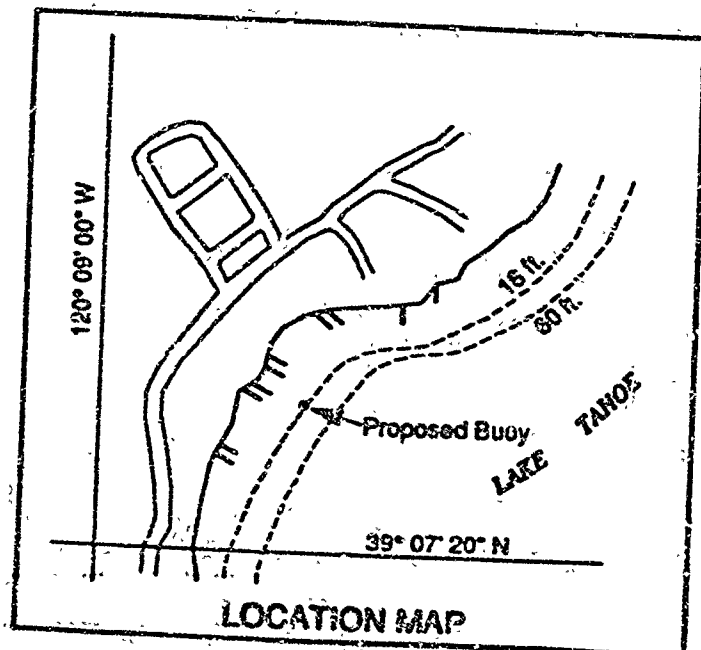 120° 09' 00" W
16 ft.
60 ft.
Proposed Buoy
LAKE TAHOE
39° 07' 20" N
LOCATION MAP